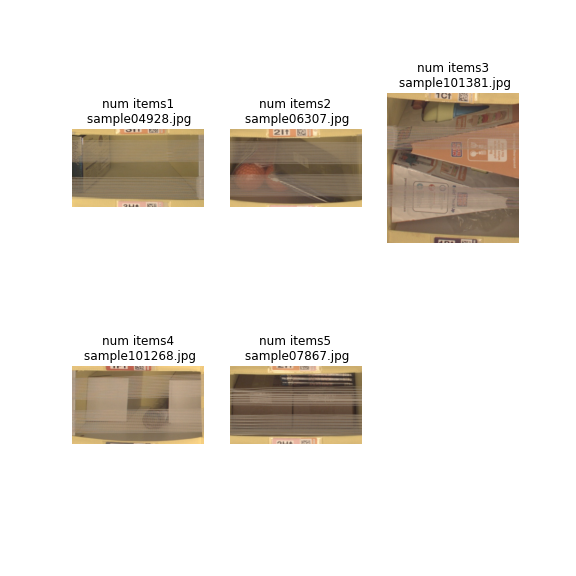 num items1
sample04928.jpg
num items2
sample06307.jpg
num items3
sample101381.jpg
num items4
sample101268.jpg
num items5
sample07867.jpg